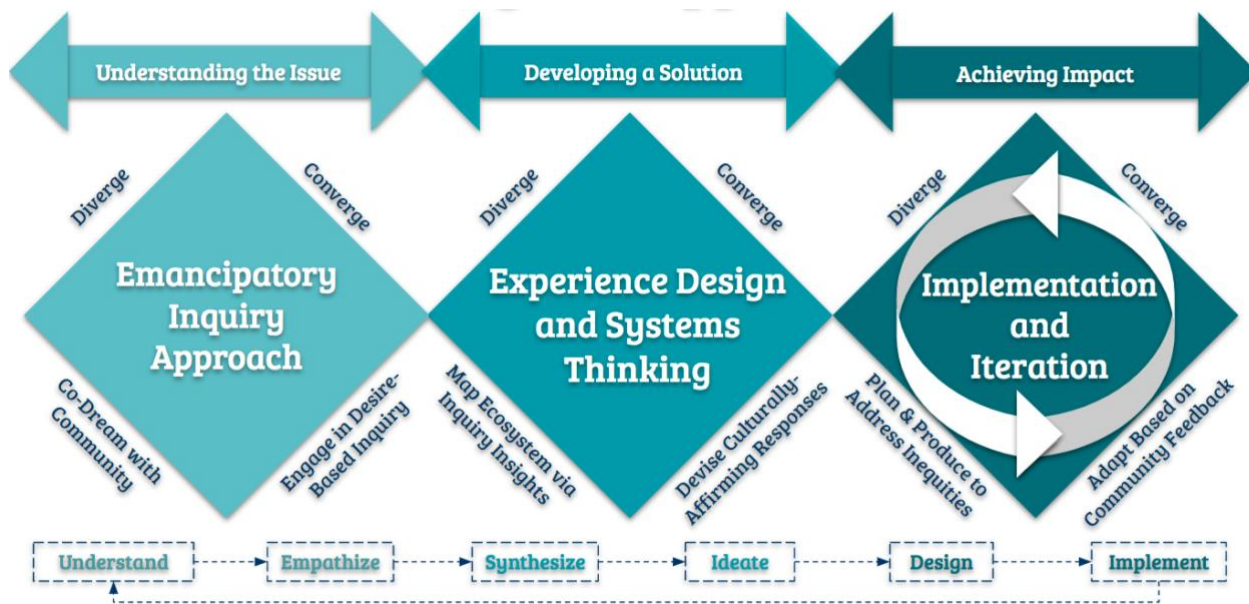 Understanding the Issue
Developing a Solution
Achieving Impact
Diverge
Converge
Diverge
Converge
Diverge
Converge
Emancipatory
Inquiry
Approach
Experience Design
and Systems
Thinking
Implementation
and
Iteration
Co-Dream with
Community
Engage in Desire-
Based Inquiry
Map Ecosystem via
Inquiry Insights
Devise Culturally-
Affirming Responses
Plan & Produce to
Address Inequities
Adapt Based on
Community Feedback
Understand
Empathize
Synthesize
Ideate
Design
Implement